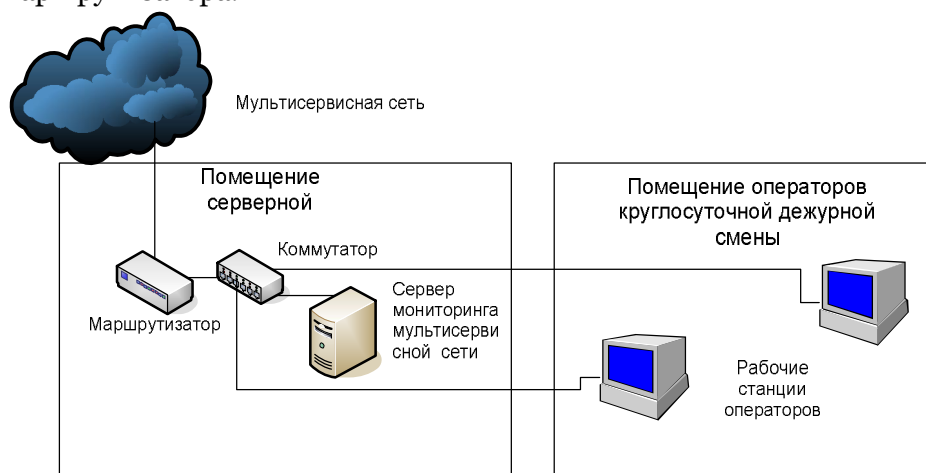 Мультисервисная сеть
Помещение
серверной
Помещение операторов
круглосуточной дежурной
смены
Коммутатор
Маршрутизатор
Сервер
мониторинга
мультисерви
сной сети
Рабочие
станции
операторов